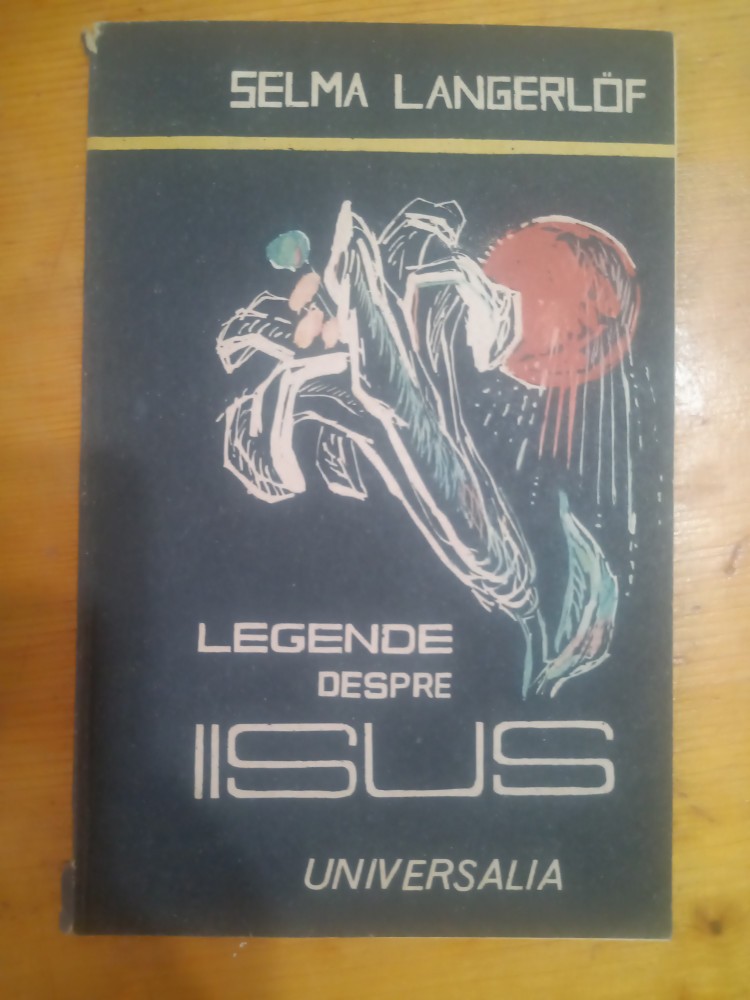 SELMA LANGERLÖF
LEGENDE
DESPRE
IISUS
UNIVERSALIA